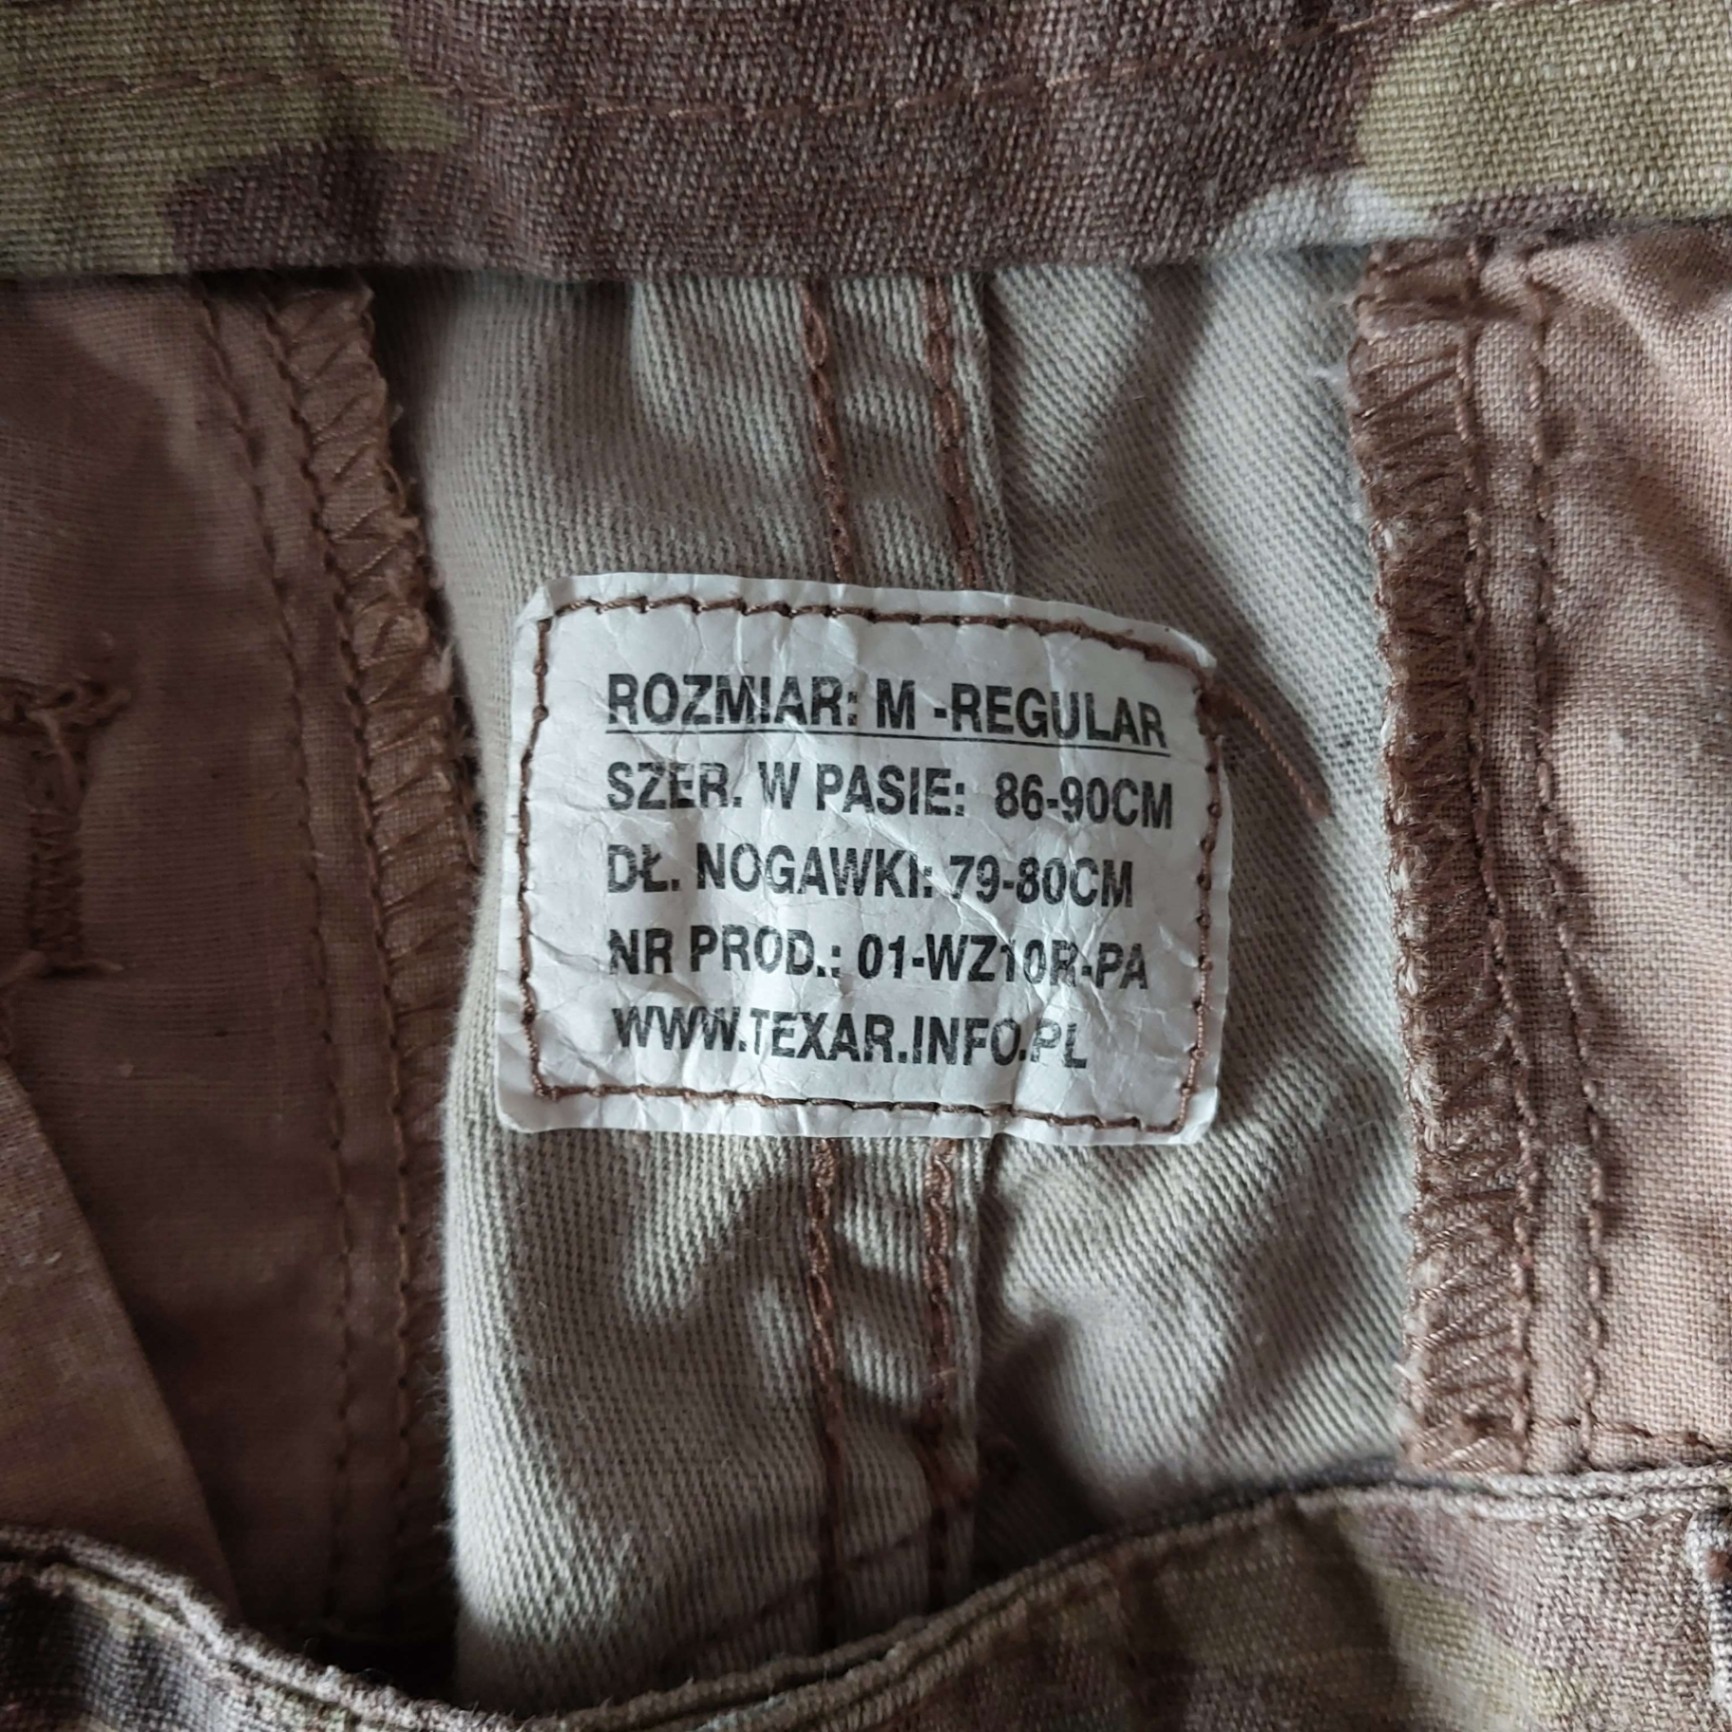 ROZMIAR: M -REGULAR
SZER. W PASIE: 86-90CM
DŁ. NOGAWKI: 79-80CM
NR PROD.: 01-WZ10R-PA
WWW.TEXAR.INFO.PL